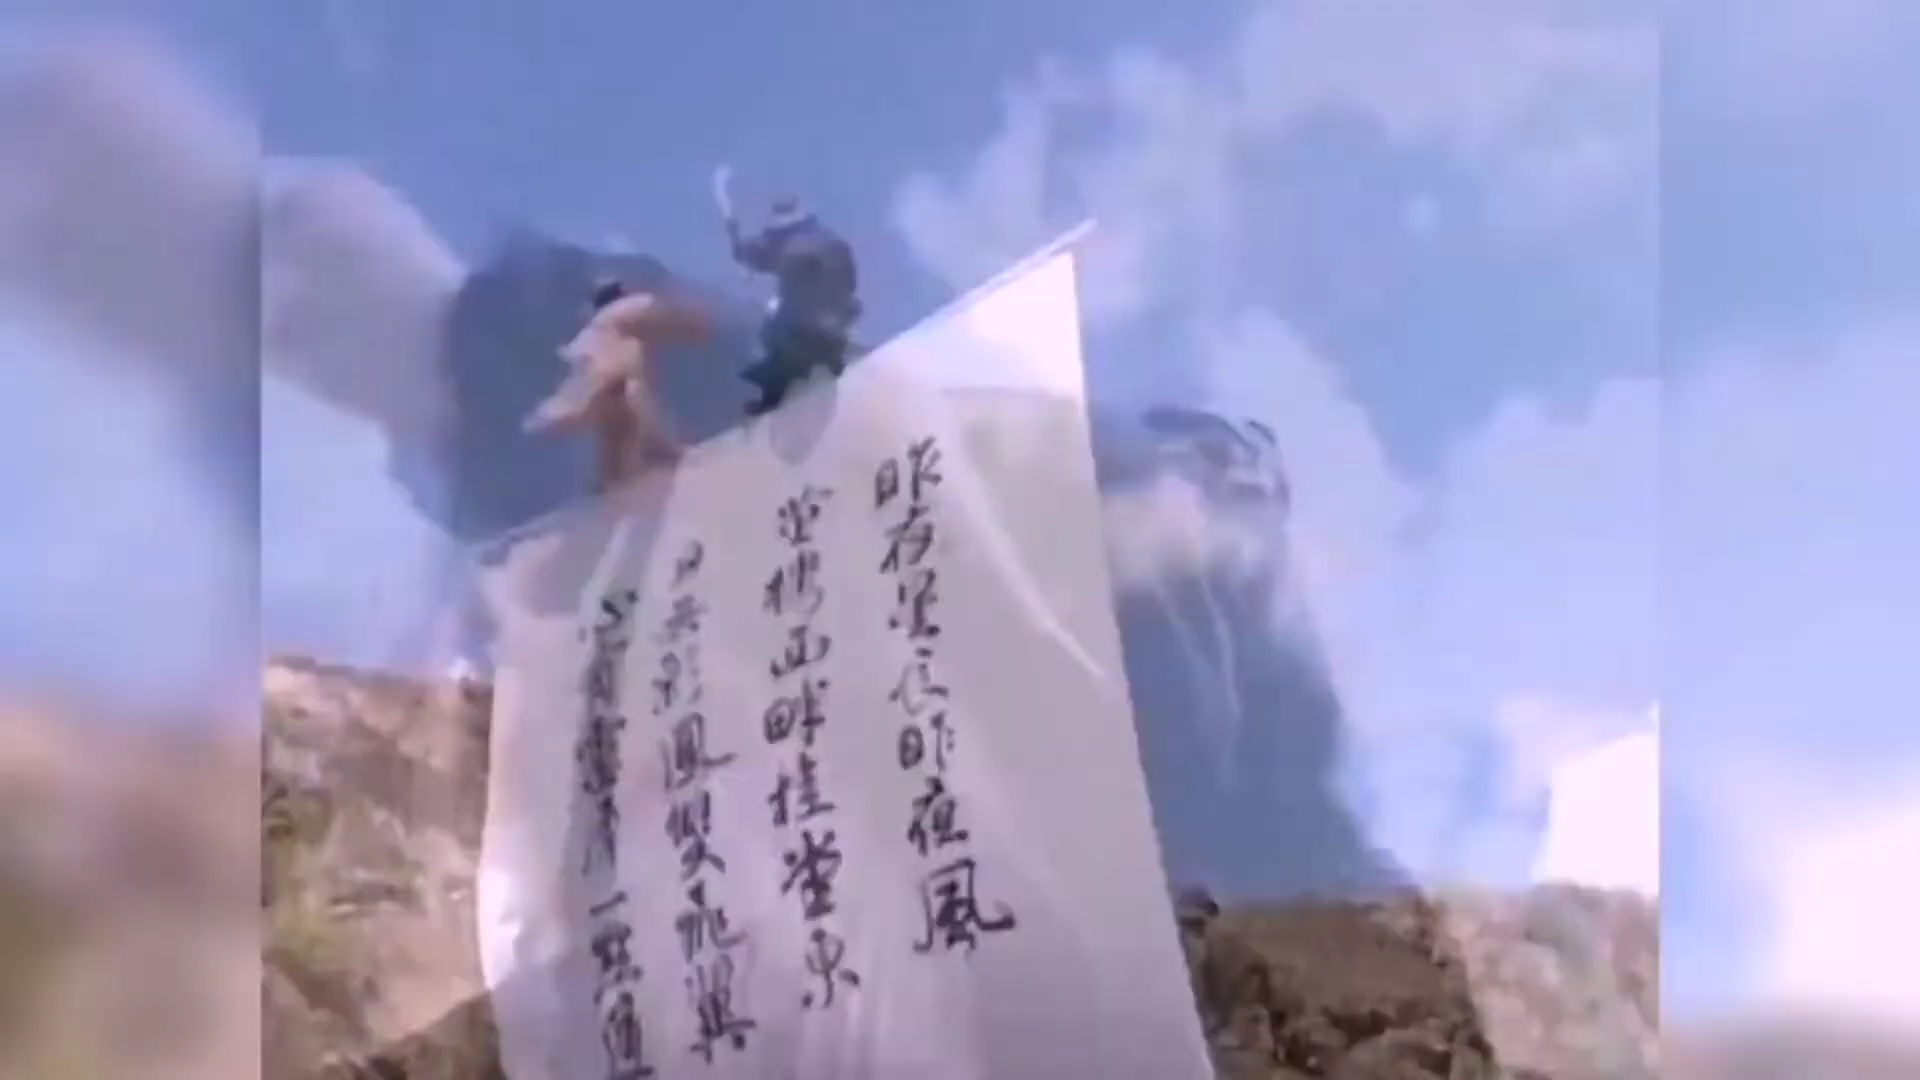 昨夜星辰昨夜風
畫樓西畔桂堂東
身無彩鳳雙飛翼
心有靈犀一點通